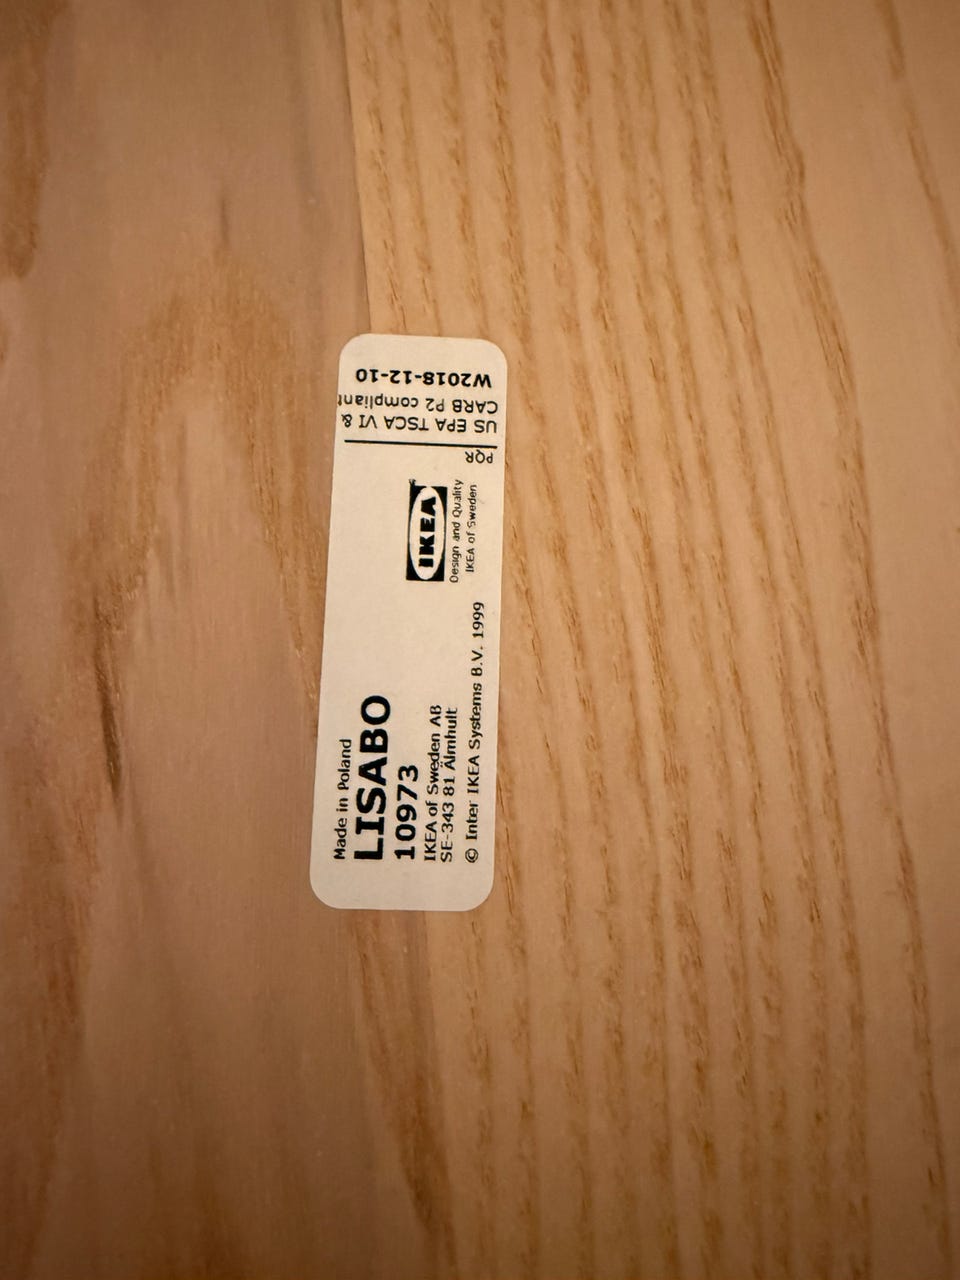 Made in Poland
LISABO
10973
IKEA of Sweden AB
SE-343 81 Älmhult
© Inter IKEA Systems B.V. 1999
IKEA
Design and Quality
IKEA of Sweden
PQR
US EPA TSCA VI &
CARB P2 compliant
W2018-12-10